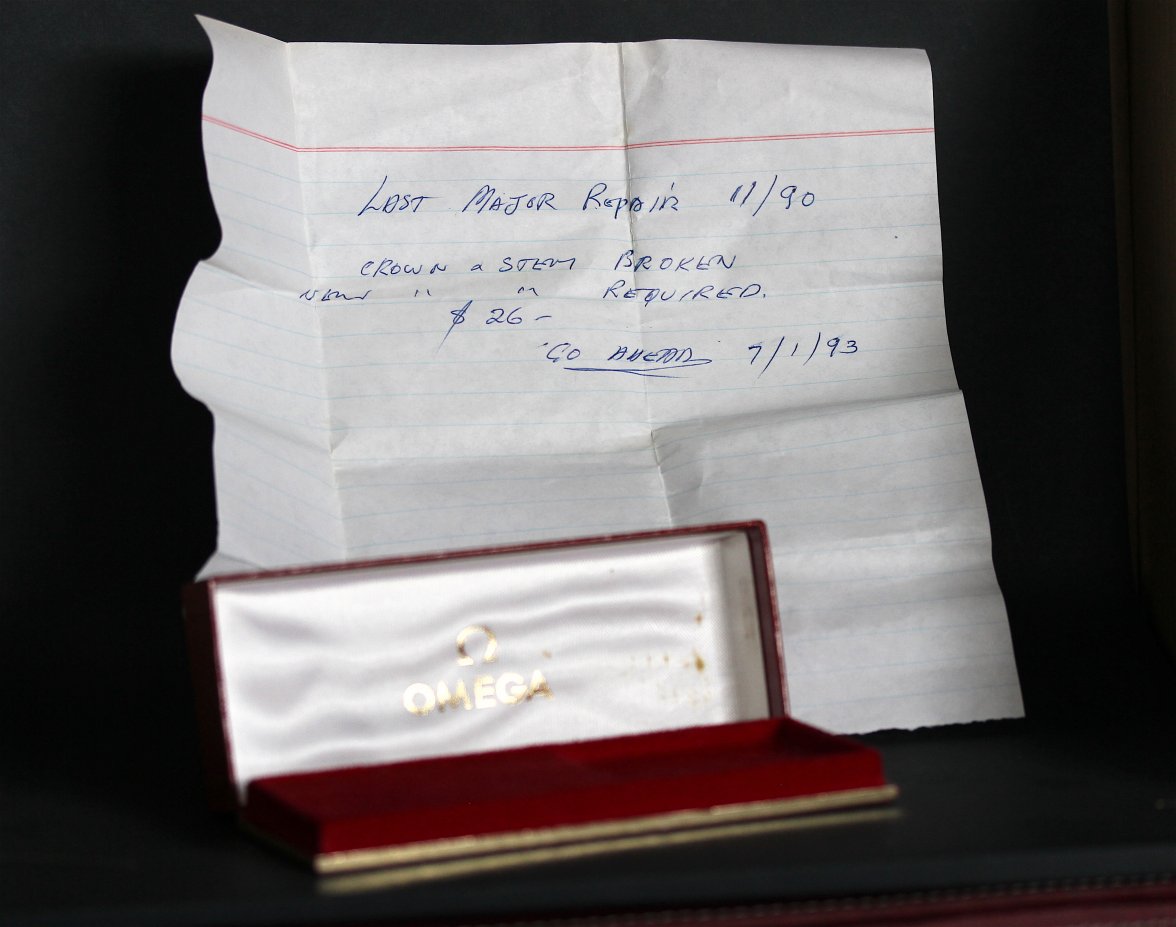 LAST MAJOR REPAIR 11/90
CROWN & STEM BROKEN
NEW " " REQUIRED.
$ 26 -
"GO AHEAD" 7/1/93
Ω
OMEGA